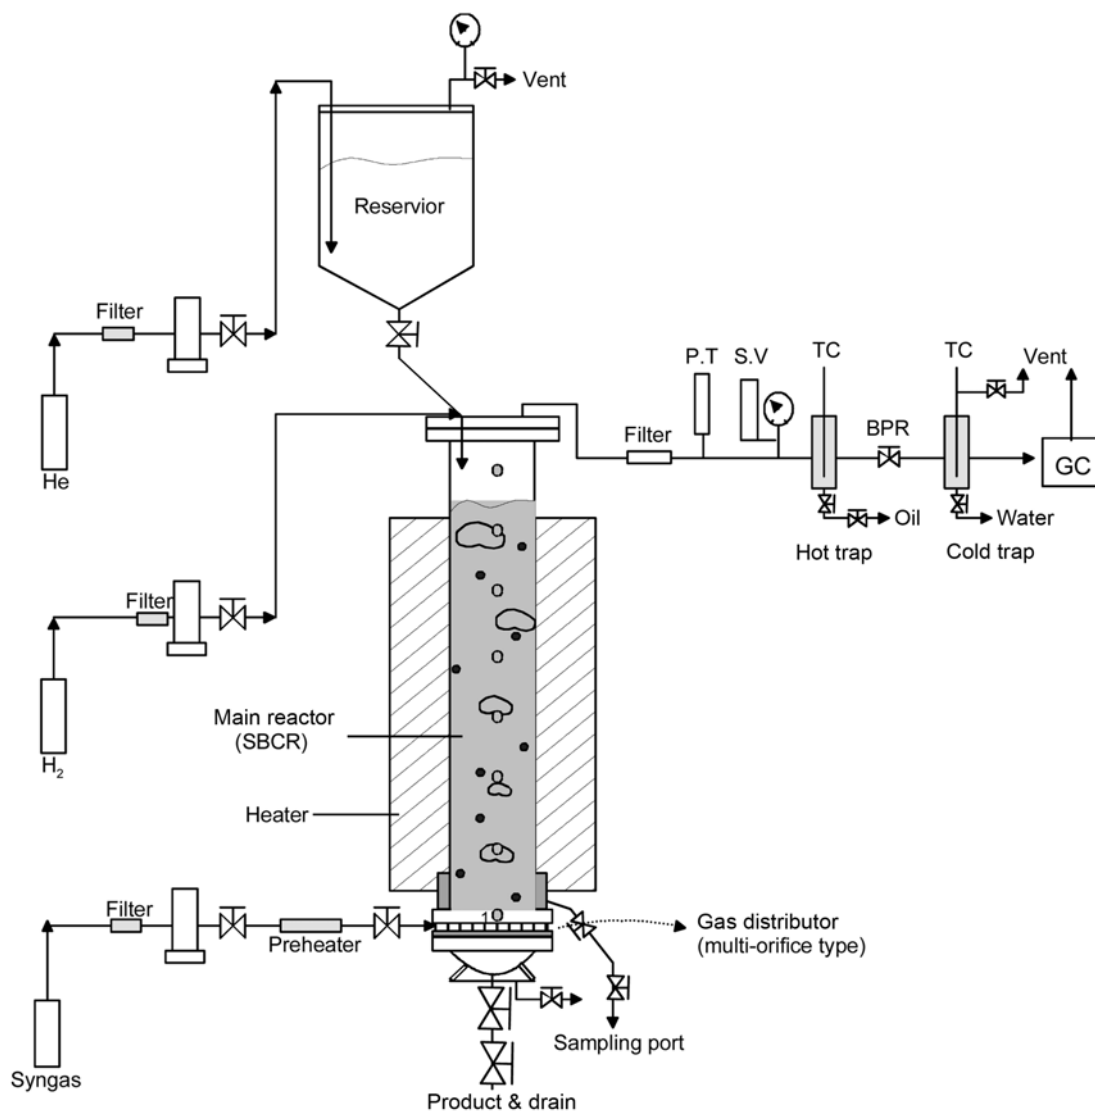 Vent
Reservior
Filter
He
P.T
S.V
TC
TC
Vent
Filter
BPR
GC
Oil
Water
Hot trap
Cold trap
Filter
H₂
Main reactor
(SBCR)
Heater
1
Filter
Preheater
Gas distributor
(multi-orifice type)
Syngas
Sampling port
Product & drain